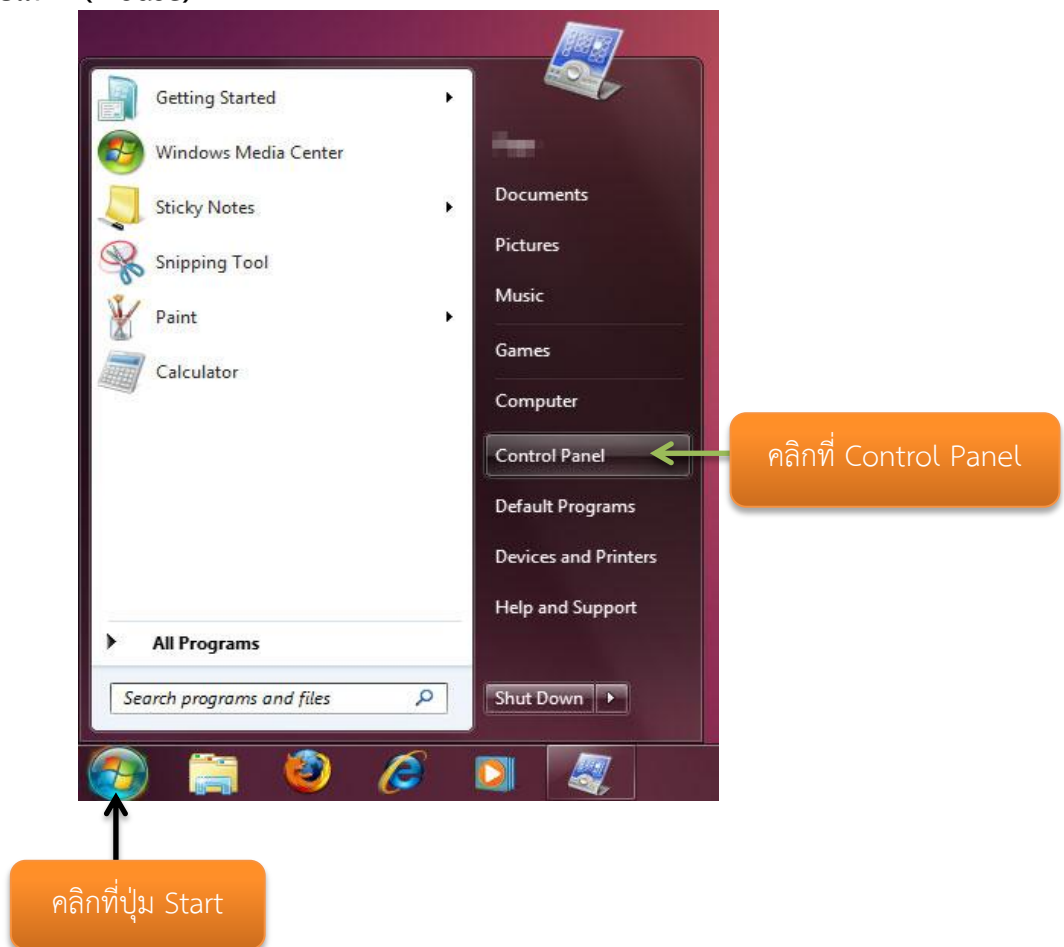 Getting Started
Windows Media Center
Sticky Notes
Snipping Tool
Paint
Calculator
All Programs
Search programs and files
Documents
Pictures
Music
Games
Computer
Control Panel
Default Programs
Devices and Printers
Help and Support
Shut Down
คลิกที่ Control Panel
คลิกที่ปุ่ม Start